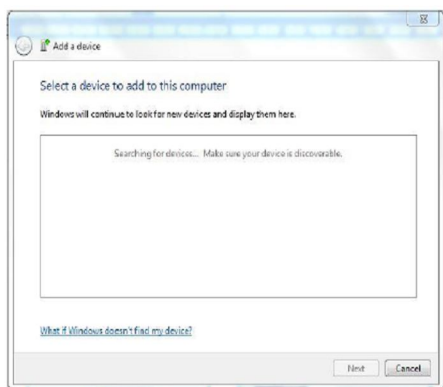 Add a device
Select a device to add to this computer
Windows will continue to look for new devices and display them here.
Searching for devices... Make sure your device is discoverable.
What if Windows doesn't find my device?
Next Cancel